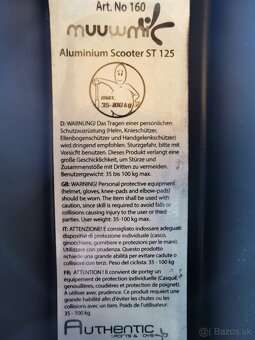 Art. No 160
muuwmi
Aluminium Scooter ST 125
max.
35-100 kg
D: WARNUNG! Das Tragen einer persönlichen
Schutzausrüstung (Helm, Knieschützer,
Ellenbogenschützer und Handgelenkschützer)
wird dringend empfohlen. Sturzgefahr, bitte mit
Vorsicht benutzen. Dieses Produkt verlangt eine
große Geschicklichkeit, um Stürze und
Zusammenstöße mit Dritten zu vermeiden.
Verwendergewicht: 35 bis 100 kg max.
GB: WARNING! Personal protective equipment
(helmet, gloves, knee-pads and elbow-pads)
should be worn. The item shall be used with
caution, since skill is required to avoid falls or
collisions causing injury to the user or third
parties. User weight: 35-100 kg max.
IT: ATTENZIONE! E consigliato indossare adeguati
dispositivi di protezione individuale (casco,
ginocchiere, gomitiere e protezioni per i polsi).
Utilizzare con prudenza. Questo prodotto richiede
una grande abilità per evitare cadute e collisioni
con terzi. Peso del ciclista: 35 - 100 kg
FR: ATTENTION ! Il convient de porter un
équipement de protection individuelle (Casque,
genouillères, coudières et protection de poignet).
A utiliser avec prudence. Ce produit requiert une
grande habilité afin d'éviter les chutes ou les
collisions avec un tiers. Poids de l'utilisateur:
35 - 100 kg
AUTHENTIC
SPORTS & TOYS
bazos.sk